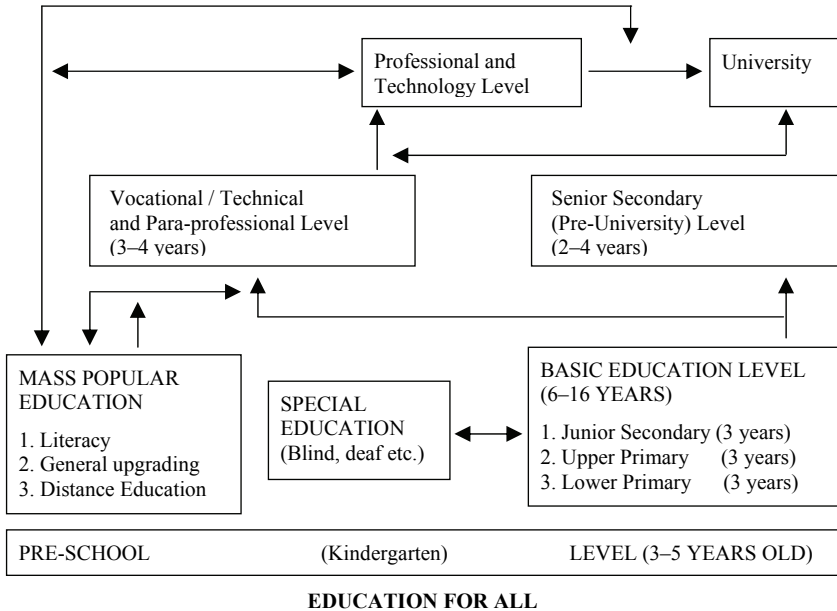 Professional and
Technology Level
University
Vocational / Technical
and Para-professional Level
(3–4 years)
Senior Secondary
(Pre-University) Level
(2–4 years)
MASS POPULAR
EDUCATION
1. Literacy
2. General upgrading
3. Distance Education
SPECIAL
EDUCATION
(Blind, deaf etc.)
BASIC EDUCATION LEVEL
(6–16 YEARS)
1. Junior Secondary (3 years)
2. Upper Primary (3 years)
3. Lower Primary (3 years)
PRE-SCHOOL (Kindergarten) LEVEL (3–5 YEARS OLD)
EDUCATION FOR ALL